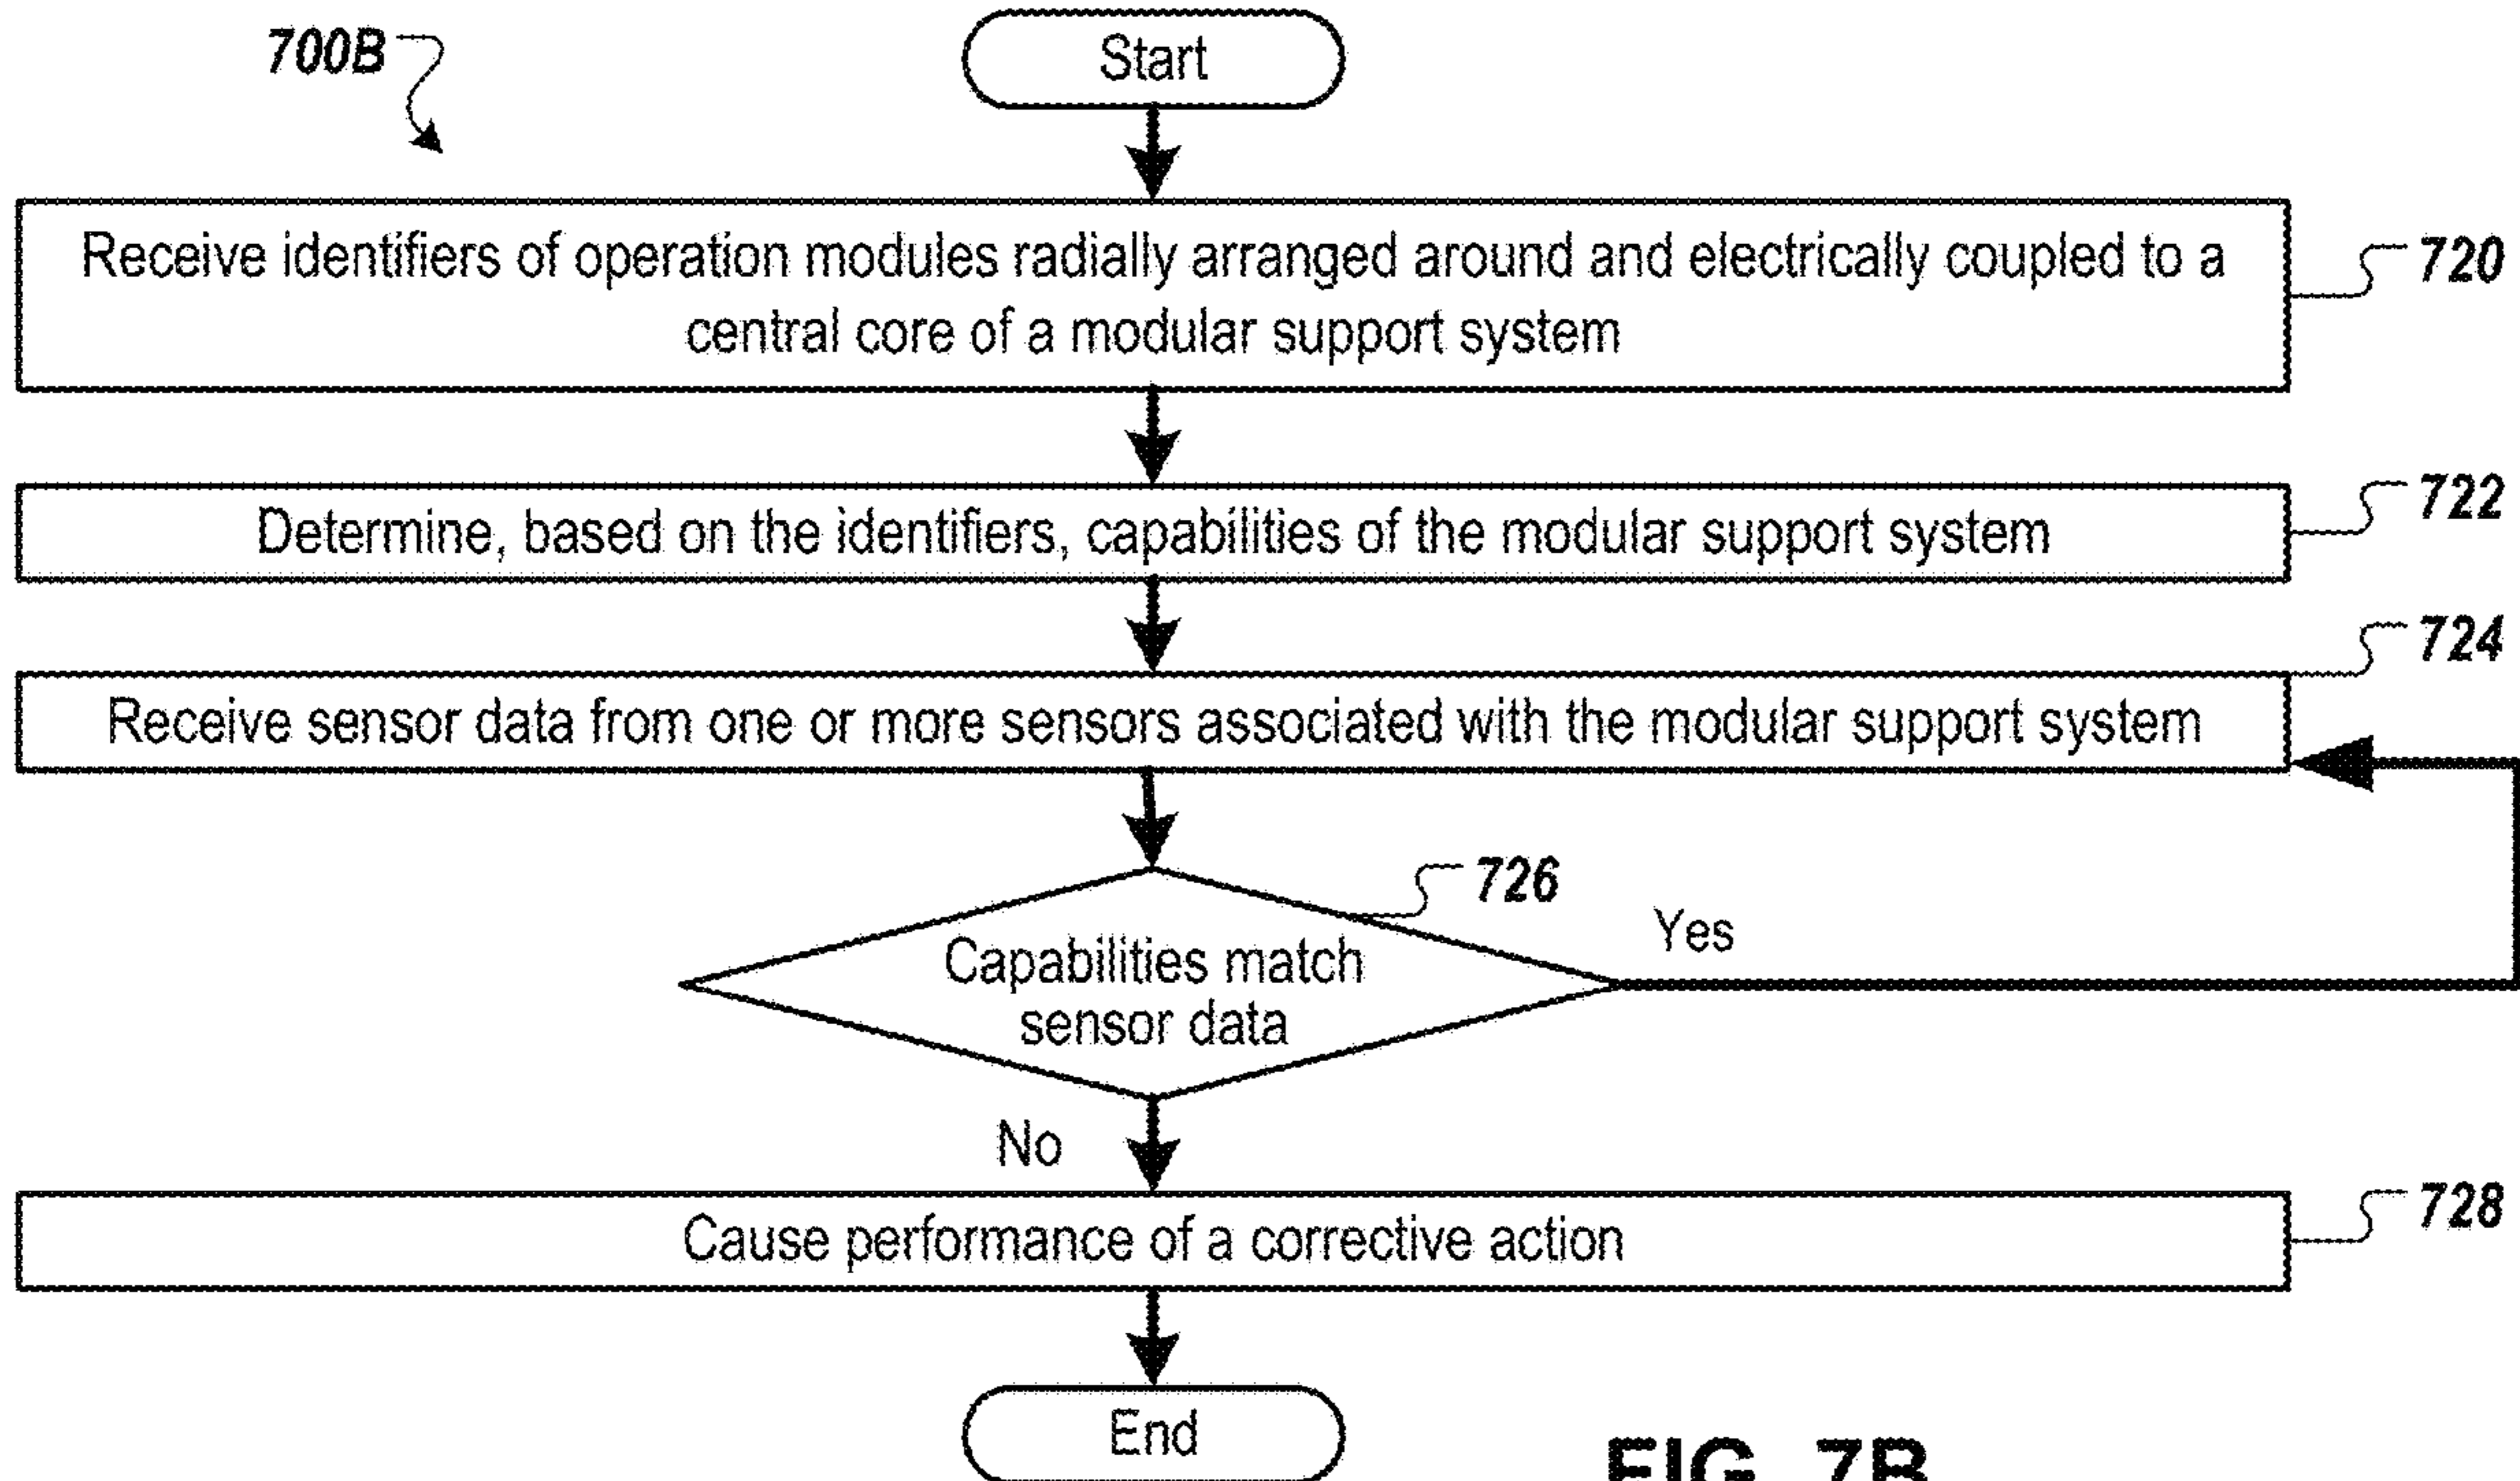 700B
Start
Receive identifiers of operation modules radially arranged around and electrically coupled to a
central core of a modular support system
720
Determine, based on the identifiers, capabilities of the modular support system
722
724
Receive sensor data from one or more sensors associated with the modular support system
726
Capabilities match
sensor data
Yes
No
Cause performance of a corrective action
728
End
FIG. 7B